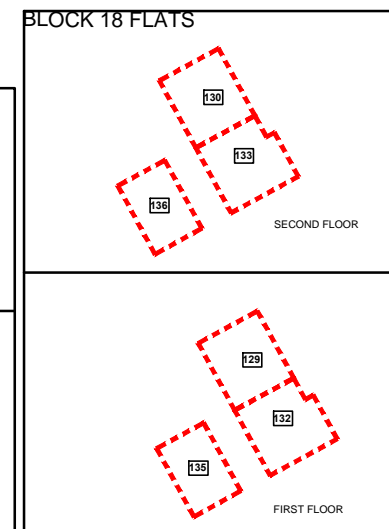 BLOCK 18 FLATS
130
133
136
SECOND FLOOR
129
132
135
FIRST FLOOR